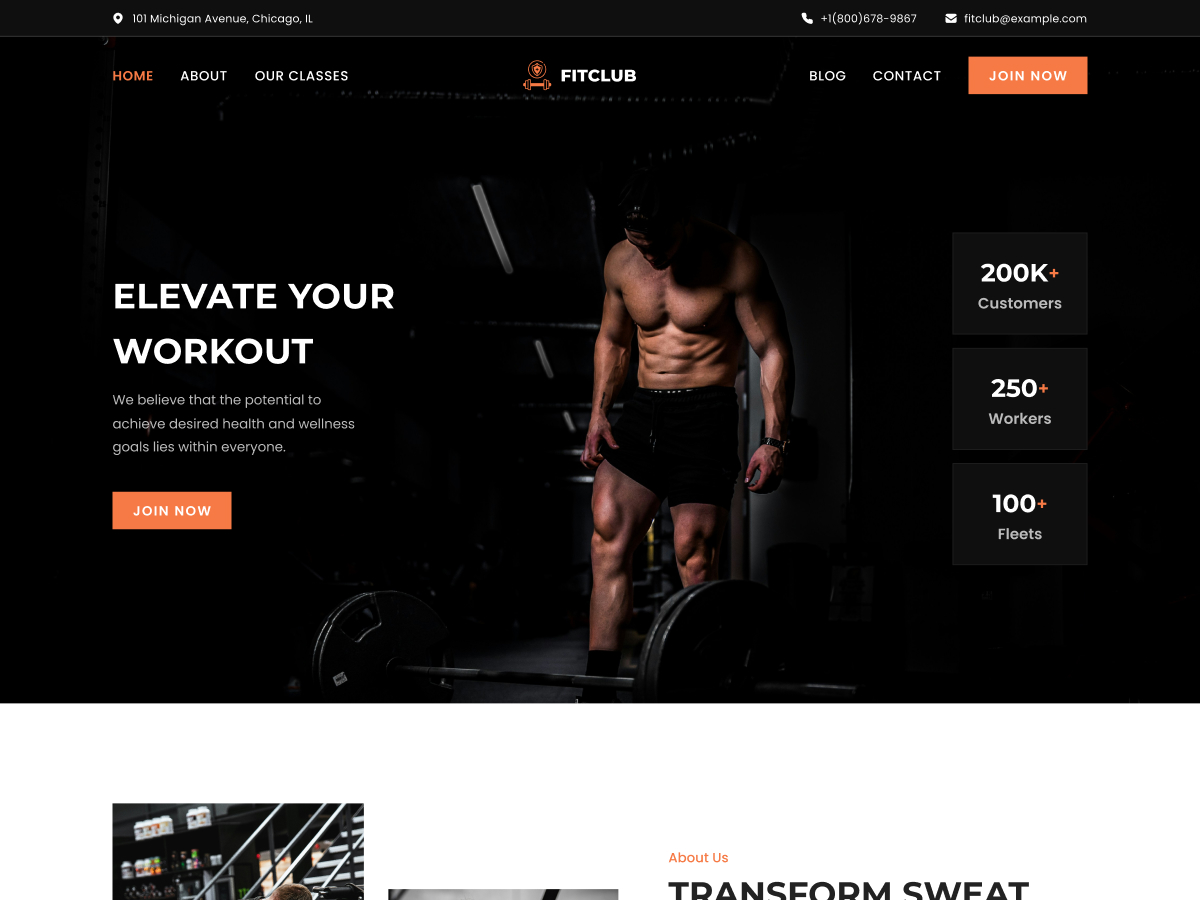 101 Michigan Avenue, Chicago, IL
+1(800)678-9867
fitclub@example.com
HOME
ABOUT
OUR CLASSES
FITCLUB
BLOG
CONTACT
JOIN NOW
ELEVATE YOUR
WORKOUT
We believe that the potential to
achieve desired health and wellness
goals lies within everyone.
JOIN NOW
200K+
Customers
250+
Workers
100+
Fleets
About Us
TRANSFORM SWEAT